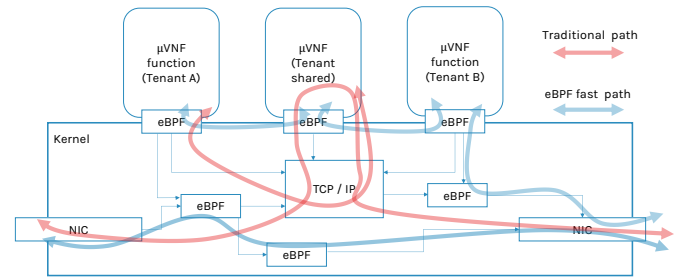 Traditional path
μVNF
function
(Tenant A)
μVNF
(Tenant
shared)
μVNF
function
(Tenant B)
eBPF fast path
eBPF
eBPF
eBPF
Kernel
TCP / IP
eBPF
eBPF
NIC
NIC
eBPF